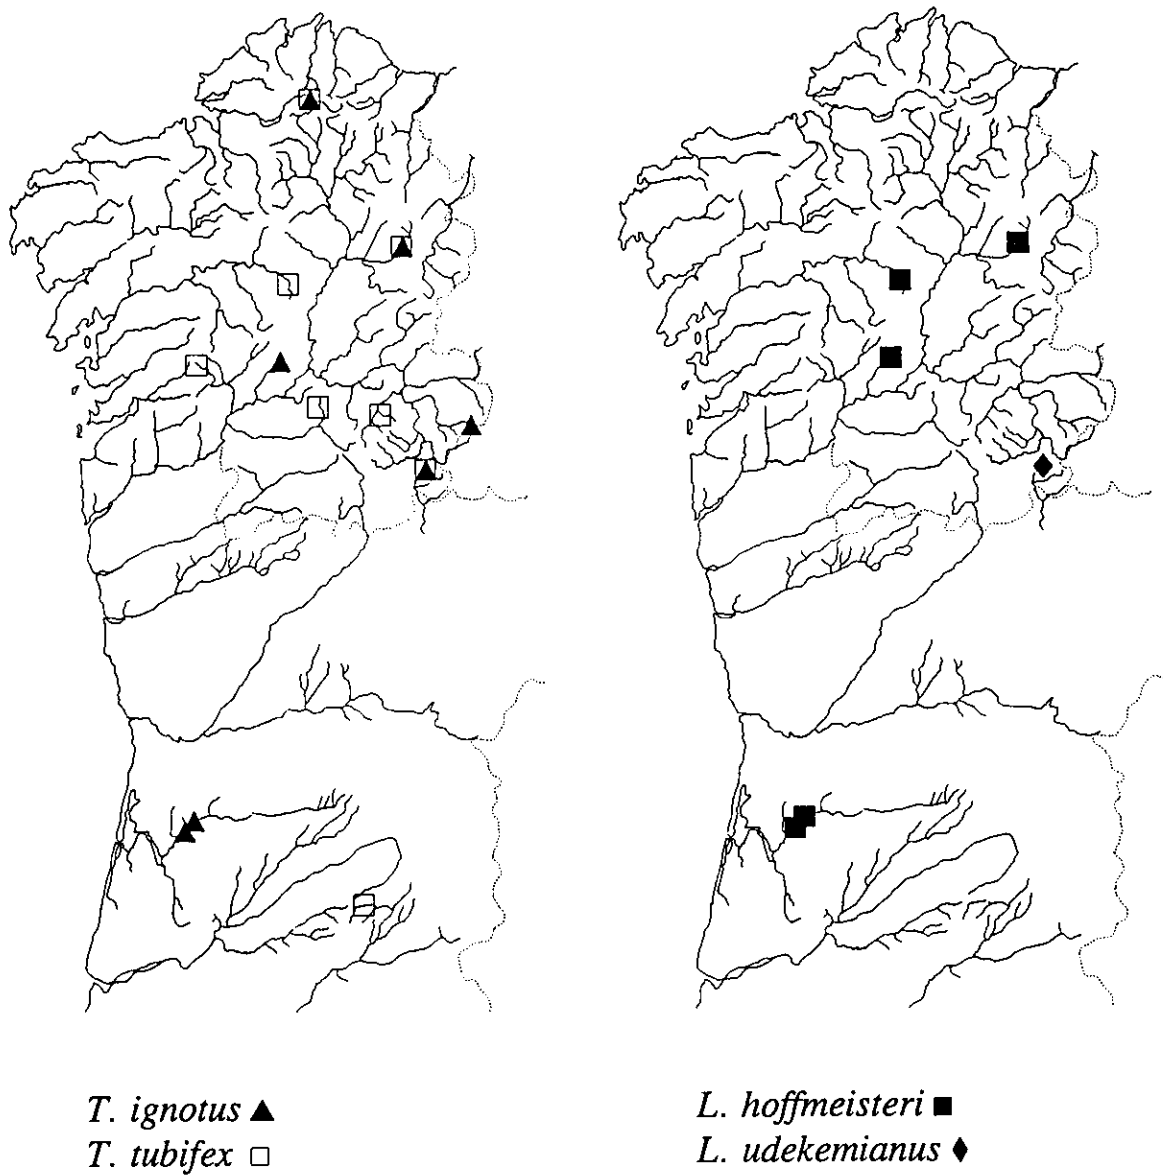 T. ignotus ▲
T. tubifex □
L. hoffmeisteri ■
L. udekemianus ♦